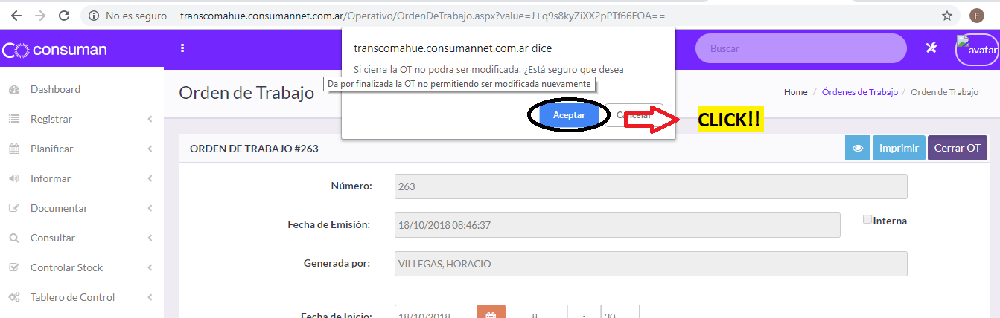 No es seguro | transcomahue.consumannet.com.ar/Operativo/OrdenDeTrabajo.aspx?value=J+q9s8kyZiXX2pPTf66EOA==
F
consuman
transcomahue.consumannet.com.ar dice
Si cierra la OT no podra ser modificada. ¿Está seguro que desea
Da por finalizada la OT no permitiendo ser modificada nuevamente
Aceptar
Cancelar
CLICK!!
Buscar
avatar
Dashboard
Registrar
Planificar
Informar
Documentar
Consultar
Controlar Stock
Tablero de Control
Orden de Trabajo
Home / Órdenes de Trabajo / Orden de Trabajo
ORDEN DE TRABAJO #263
Imprimir
Cerrar OT
Número:
263
Fecha de Emisión:
18/10/2018 08:46:37
Interna
Generada por:
VILLEGAS, HORACIO
Fecha de Inicio:
18/10/2018
8
:
30